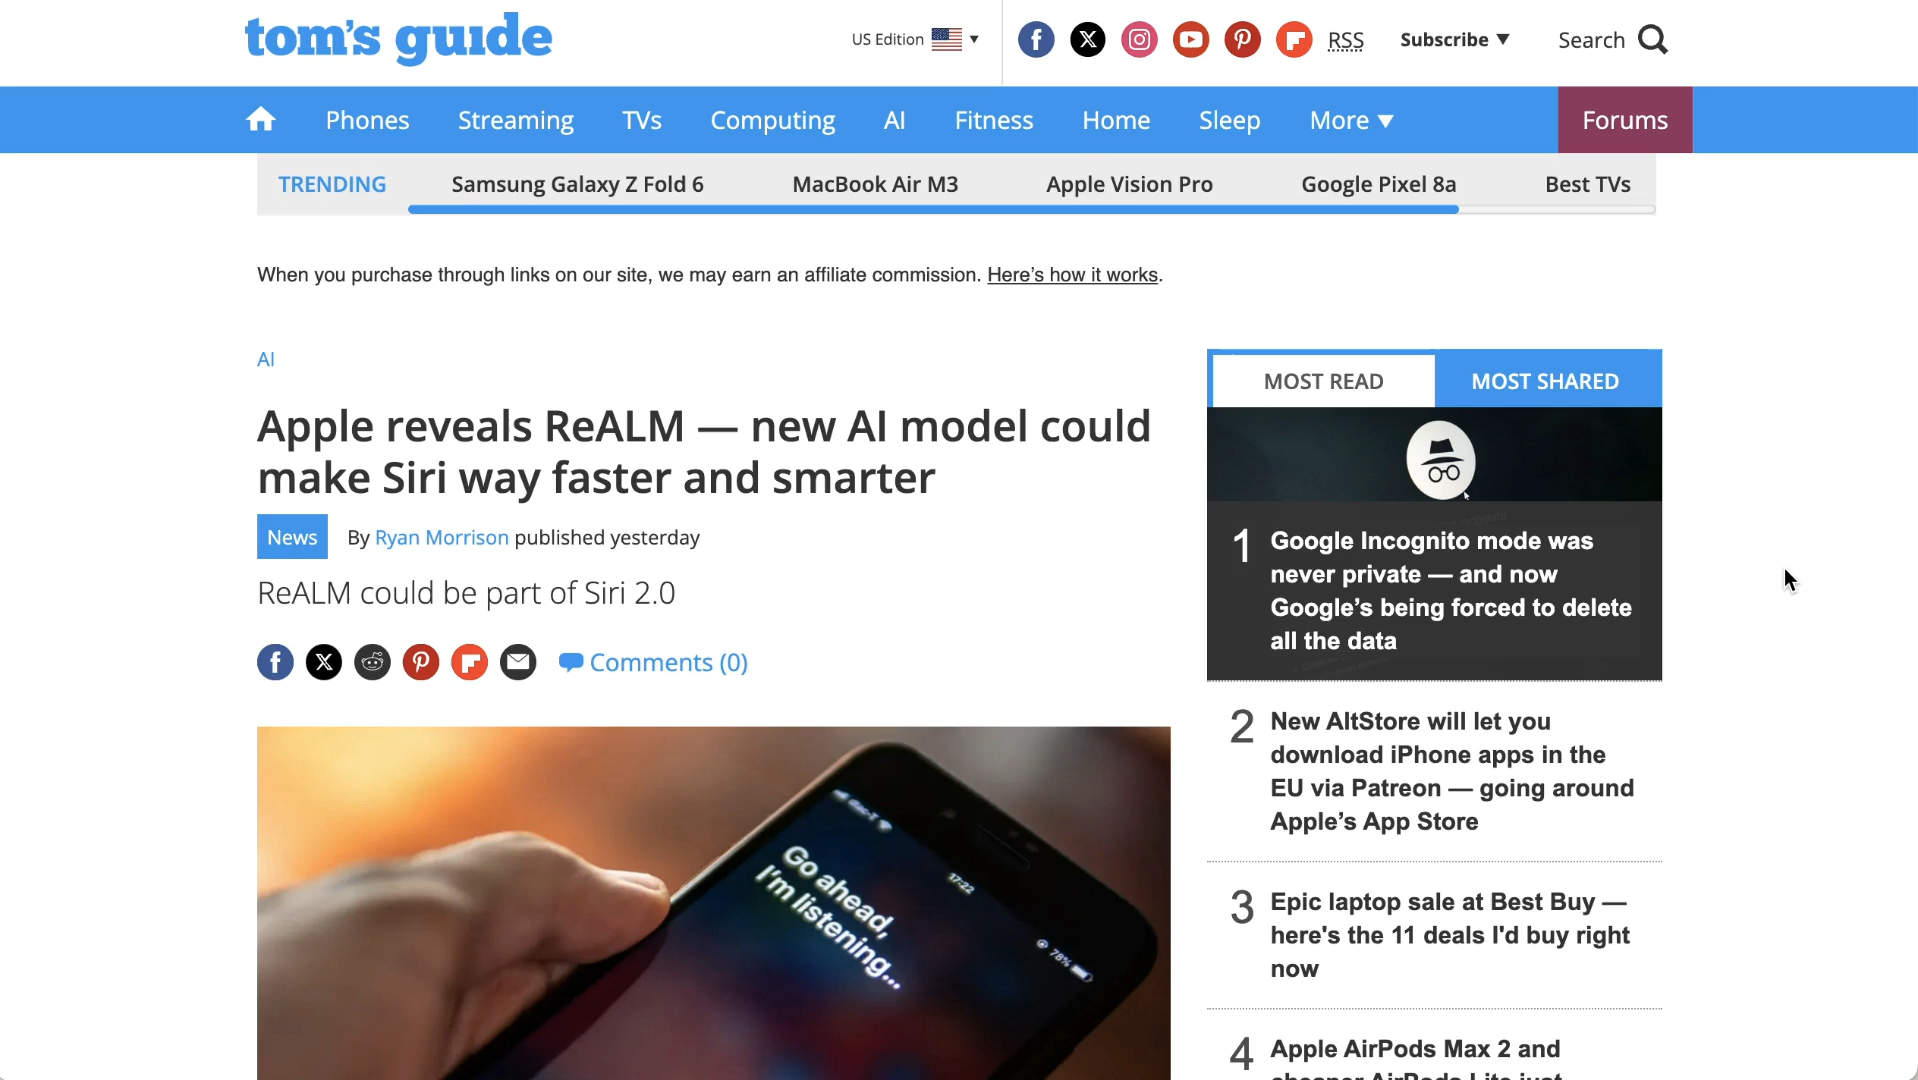 tom's guide
US Edition
RSS
Subscribe
Search
Phones
Streaming
TVs
Computing
AI
Fitness
Home
Sleep
More
Forums
TRENDING
Samsung Galaxy Z Fold 6
MacBook Air M3
Apple Vision Pro
Google Pixel 8a
Best TVs
When you purchase through links on our site, we may earn an affiliate commission. Here’s how it works.
AI
Apple reveals ReALM — new AI model could
make Siri way faster and smarter
News
By Ryan Morrison published yesterday
ReALM could be part of Siri 2.0
Comments (0)
17:22
78%
Go ahead,
I'm listening...
MOST READ
MOST SHARED
1 Google Incognito mode was
never private — and now
Google’s being forced to delete
all the data
2 New AltStore will let you
download iPhone apps in the
EU via Patreon — going around
Apple’s App Store
3 Epic laptop sale at Best Buy —
here's the 11 deals I'd buy right
now
4 Apple AirPods Max 2 and